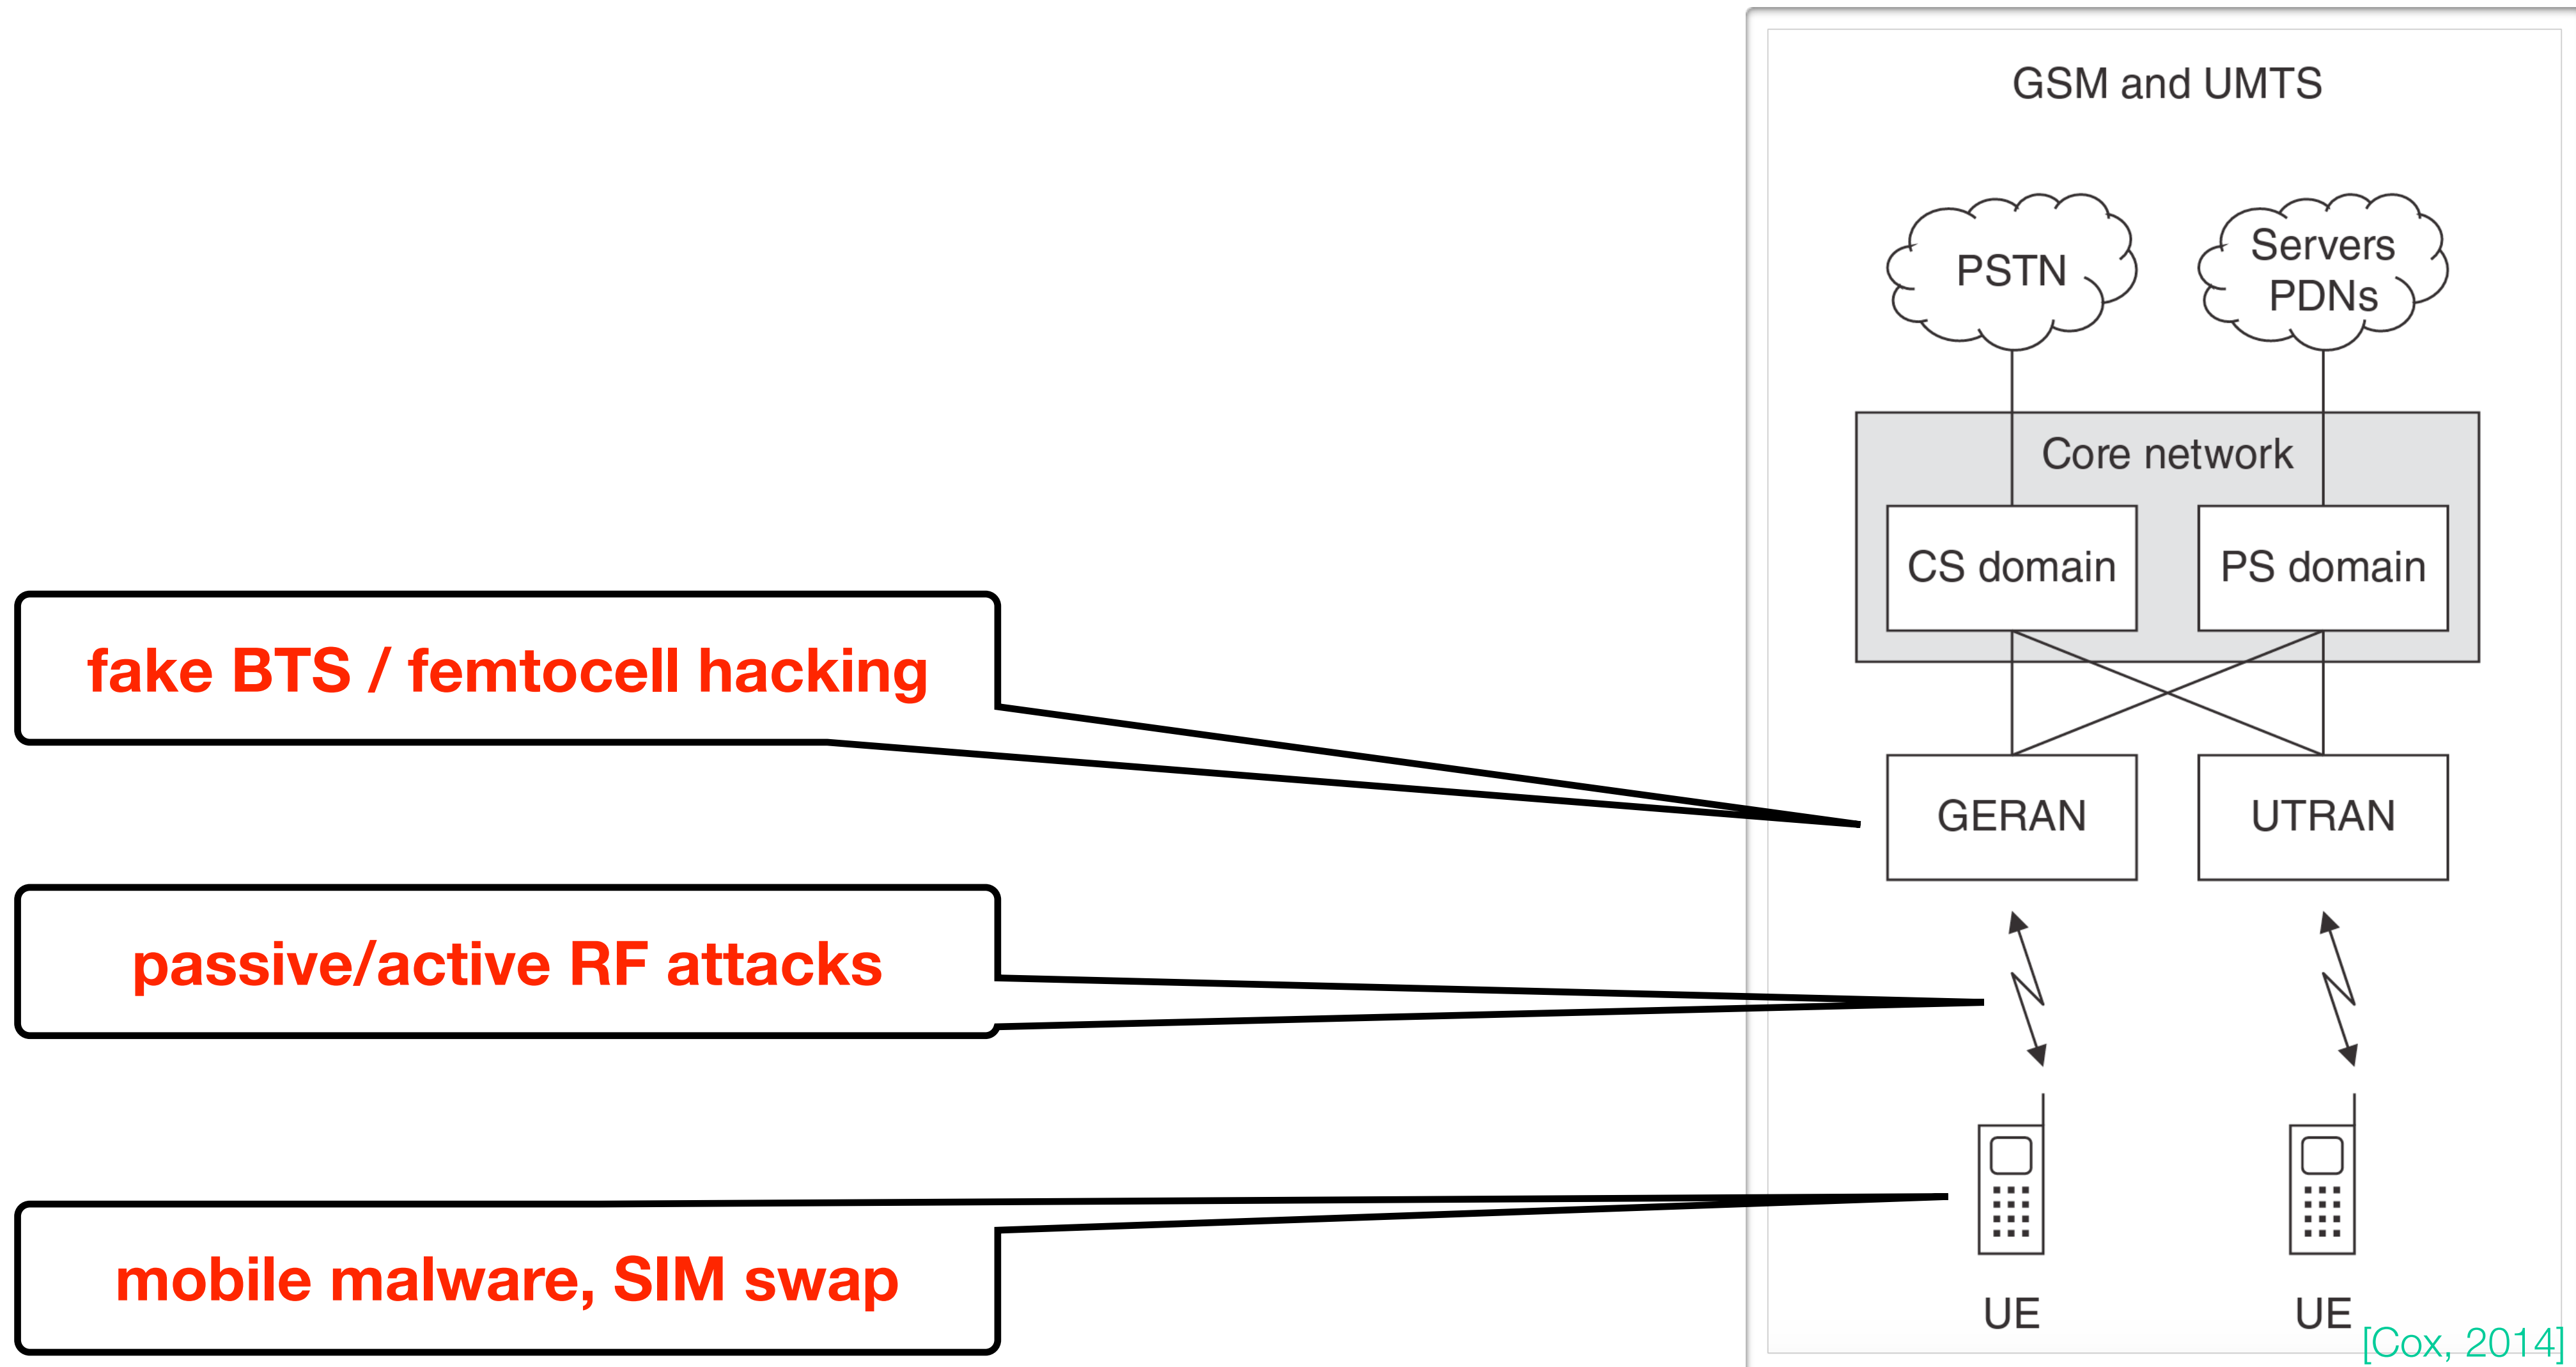 GSM and UMTS
PSTN
Servers
PDNs
Core network
CS domain
PS domain
fake BTS / femtocell hacking
GERAN
UTRAN
passive/active RF attacks
mobile malware, SIM swap
UE
UE
[Cox, 2014]